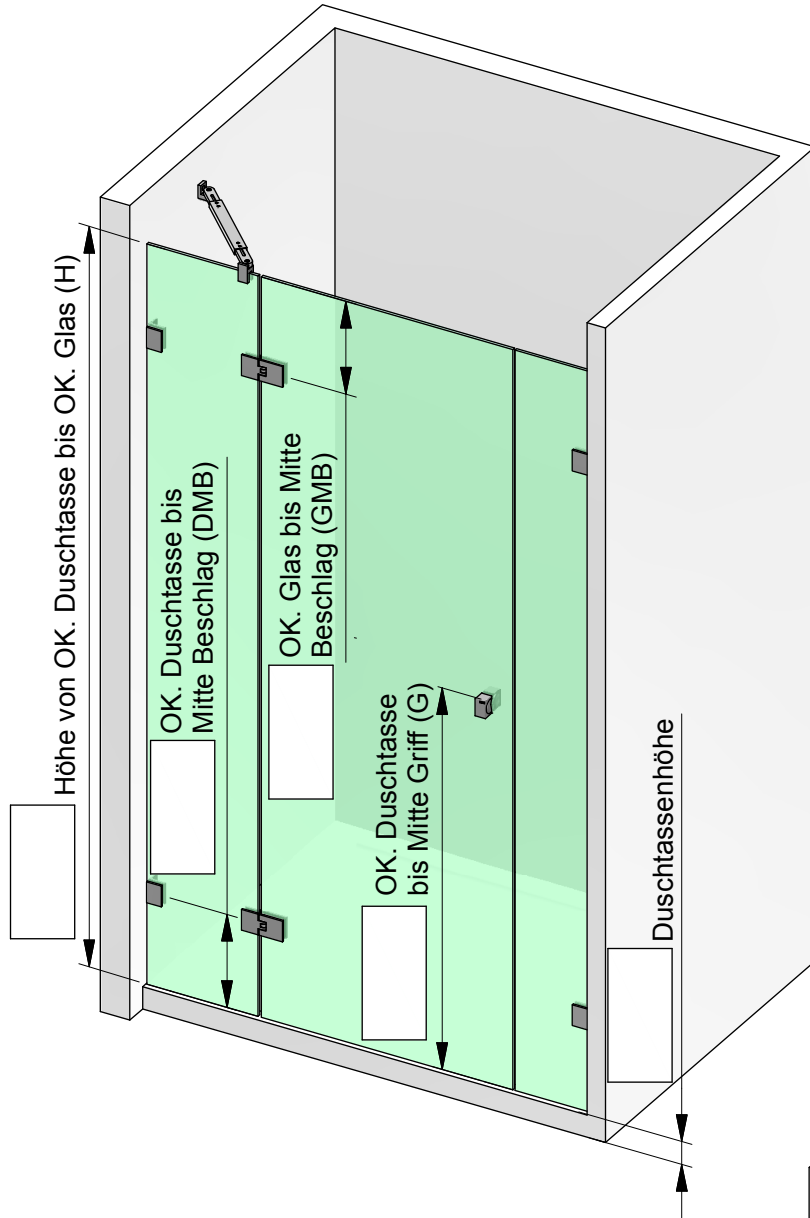 Höhe von OK. Duschtasse bis OK. Glas (H)
OK. Duschtasse bis
Mitte Beschlag (DMB)
OK. Glas bis Mitte
Beschlag (GMB)
OK. Duschtasse
bis Mitte Griff (G)
Duschtassenhöhe